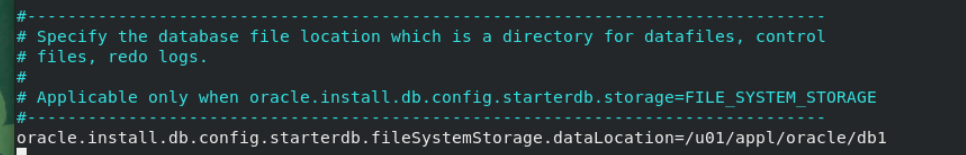 #-------------------------------------------------------------------------------
# Specify the database file location which is a directory for datafiles, control
# files, redo logs.
#
# Applicable only when oracle.install.db.config.starterdb.storage=FILE_SYSTEM_STORAGE
#-------------------------------------------------------------------------------
oracle.install.db.config.starterdb.fileSystemStorage.dataLocation=/u01/appl/oracle/db1